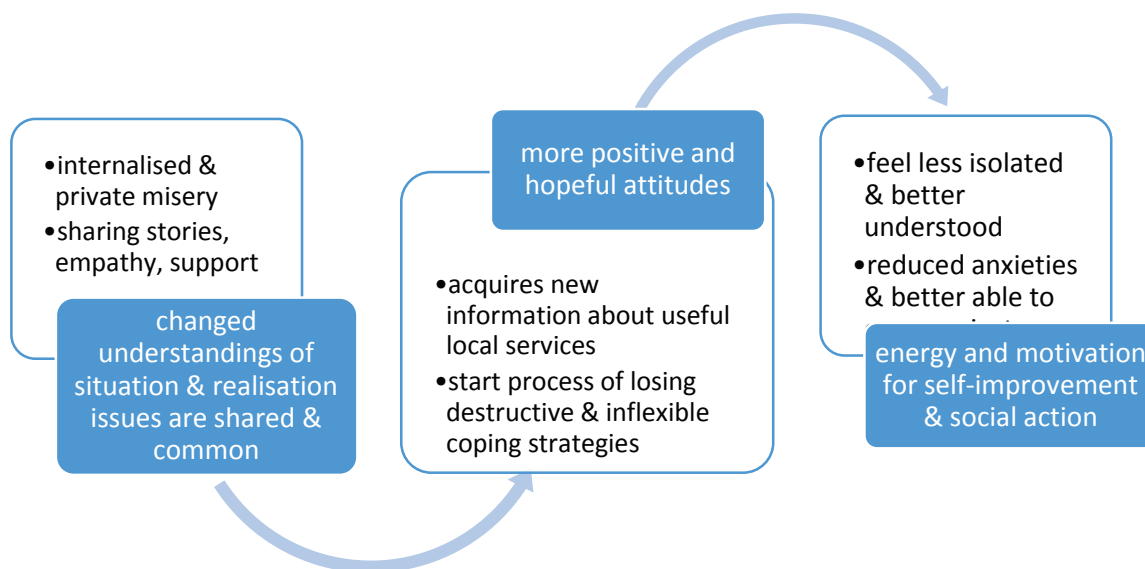 •internalised &
private misery
•sharing stories,
empathy, support
changed
understandings of
situation & realisation
issues are shared &
common
more positive and
hopeful attitudes
•acquires new
information about useful
local services
•start process of losing
destructive & inflexible
coping strategies
•feel less isolated
& better
understood
•reduced anxieties
& better able to
energy and motivation
for self-improvement
& social action